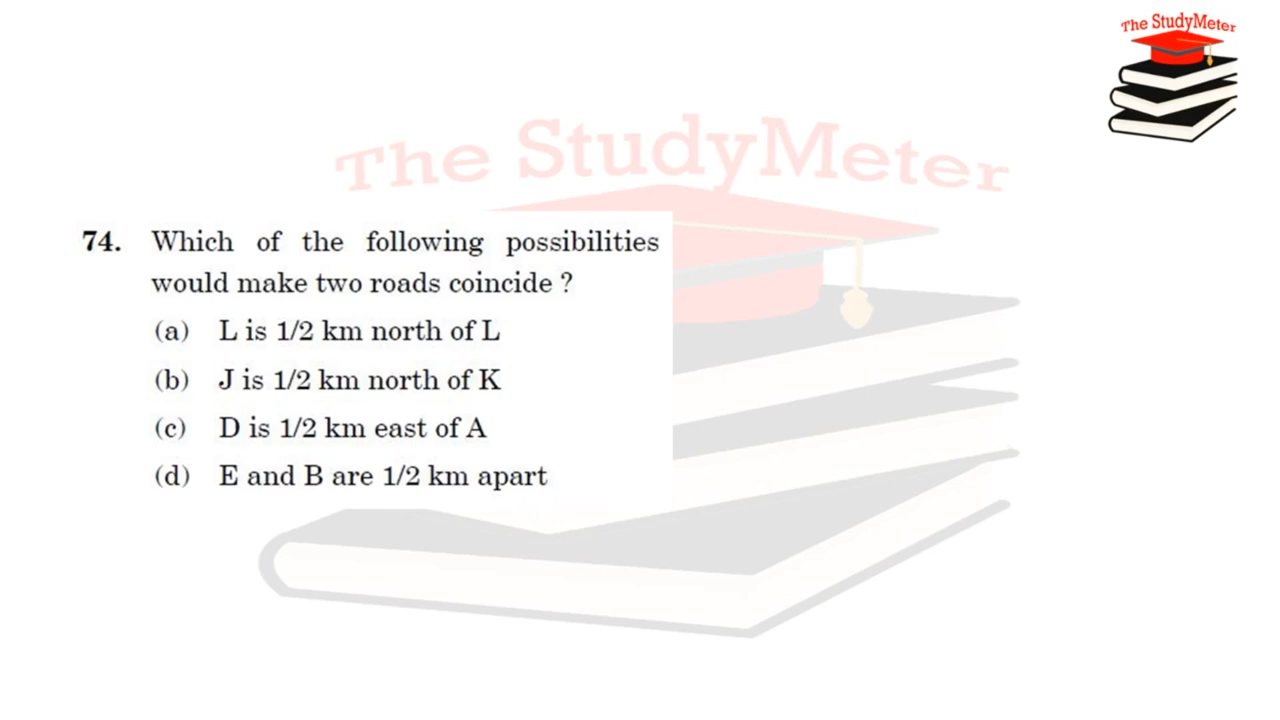 The StudyMeter
The StudyMeter
74. Which of the following possibilities
would make two roads coincide ?
(a) L is 1/2 km north of L
(b) J is 1/2 km north of K
(c) D is 1/2 km east of A
(d) E and B are 1/2 km apart